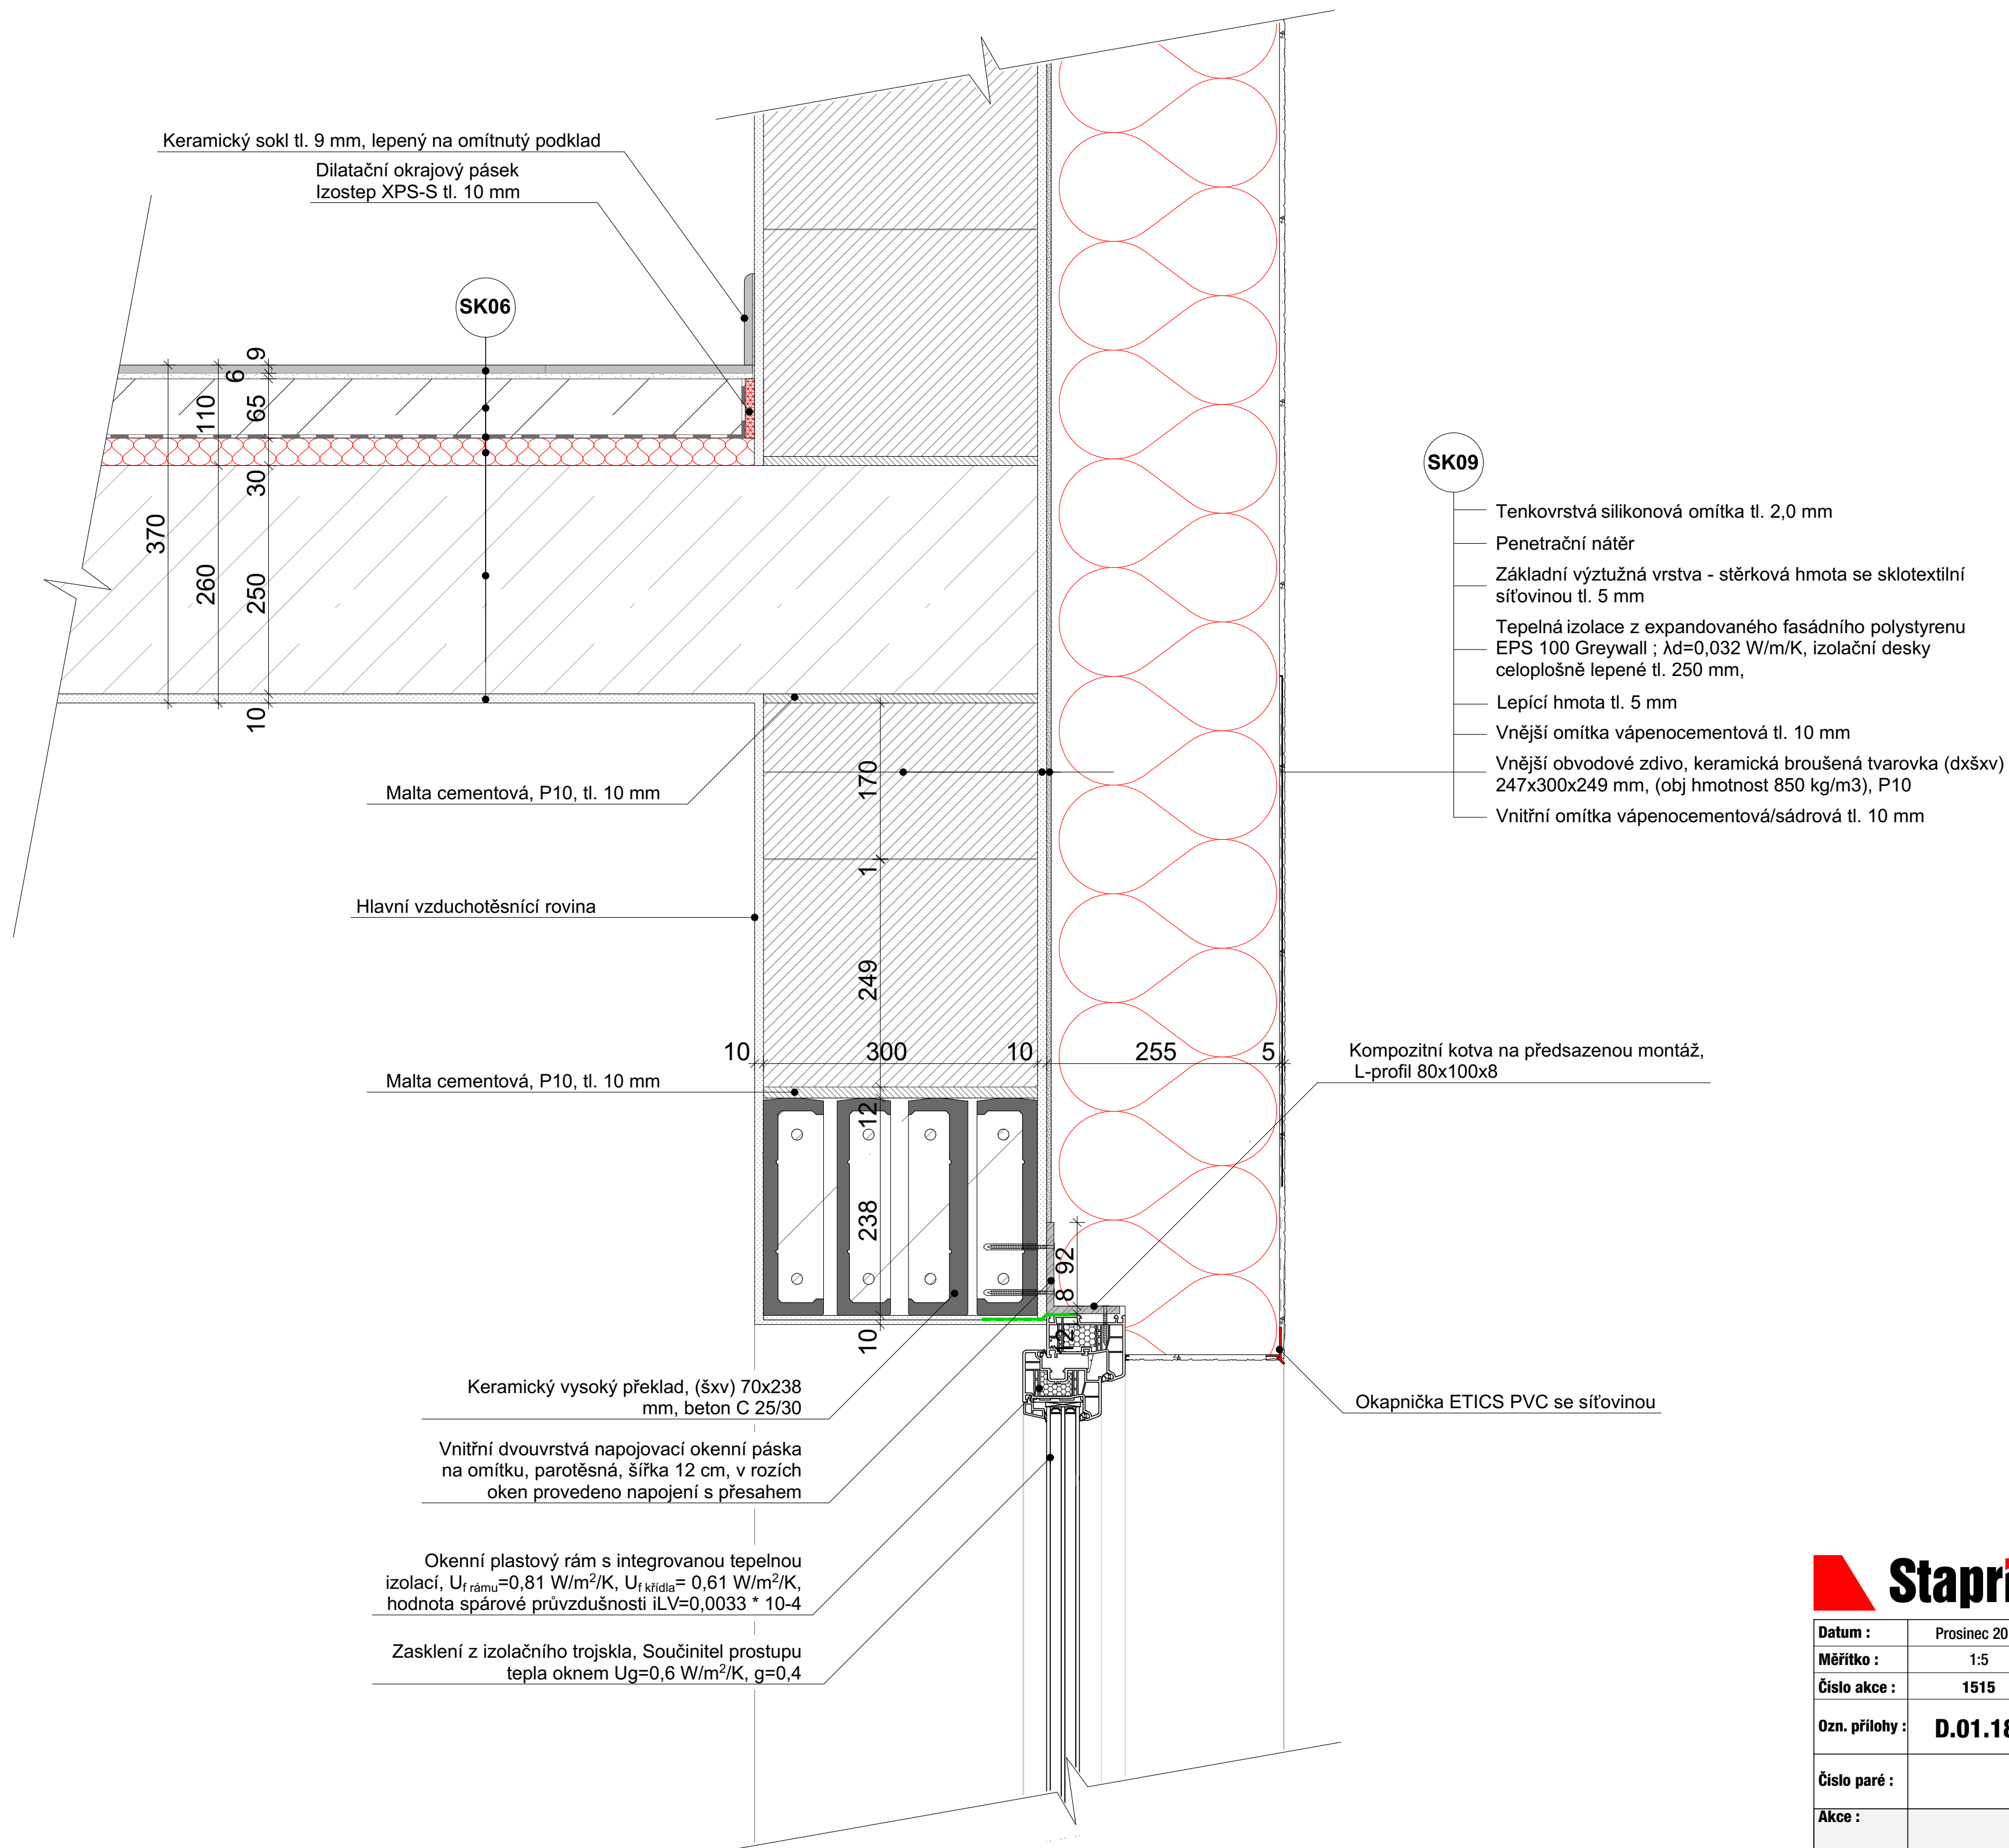 Keramický sokl tl. 9 mm, lepený na omítnutý podklad
Dilatační okrajový pásek
Izostep XPS-S tl. 10 mm
SK06
9
6
110
65
30
370
260
250
10
SK09
Tenkovrstvá silikonová omítka tl. 2,0 mm
Penetrační nátěr
Základní výztužná vrstva - stěrková hmota se sklotextilní
síťovinou tl. 5 mm
Tepelná izolace z expandovaného fasádního polystyrenu
EPS 100 Greywall ; λd=0,032 W/m/K, izolační desky
celoplošně lepené tl. 250 mm,
Lepící hmota tl. 5 mm
Vnější omítka vápenocementová tl. 10 mm
Vnější obvodové zdivo, keramická broušená tvarovka (dxšxv)
247x300x249 mm, (obj hmotnost 850 kg/m3), P10
Vnitřní omítka vápenocementová/sádrová tl. 10 mm
Malta cementová, P10, tl. 10 mm
170
1
Hlavní vzduchotěsnící rovina
249
10
300
10
255
5
Kompozitní kotva na předsazenou montáž,
L-profil 80x100x8
Malta cementová, P10, tl. 10 mm
12
238
92
8
10
12
Keramický vysoký překlad, (šxv) 70x238
mm, beton C 25/30
Okapnička ETICS PVC se síťovinou
Vnitřní dvouvrstvá napojovací okenní páska
na omítku, parotěsná, šířka 12 cm, v rozích
oken provedeno napojení s přesahem
Okenní plastový rám s integrovanou tepelnou
izolací, Uf rámu=0,81 W/m²/K, Uf křídla= 0,61 W/m²/K,
hodnota spárové průvzdušnosti iLV=0,0033 * 10-4
Zasklení z izolačního trojskla, Součinitel prostupu
tepla oknem Ug=0,6 W/m²/K, g=0,4
Stapri
Datum : Prosinec 20
Měřítko : 1:5
Číslo akce : 1515
Ozn. přílohy : D.01.18
Číslo paré :
Akce :